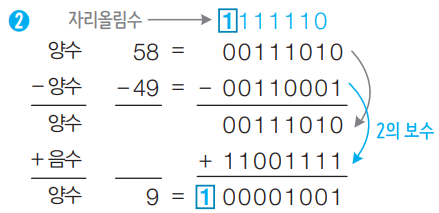 자리올림수 1111110
2 양수 58 = 00111010
-양수 -49 = - 00110001
양수 00111010
2의 보수
+음수 + 11001111
양수 9 = 1 00001001